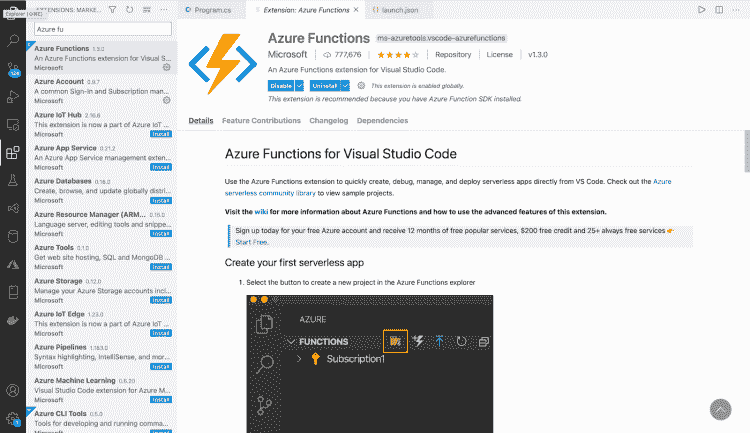 EXTENSIONS: MARKE...
Program.cs
Extension: Azure Functions
launch.json
Azure fu
Azure Functions 1.3.0
An Azure Functions extension for Visual S...
Microsoft
Azure Account 0.9.7
A common Sign-In and Subscription man...
Microsoft
Azure IoT Hub 2.19.6
This extension is now a part of Azure IoT ...
Microsoft Install
Azure App Service 0.21.2
An Azure App Service management exten...
Microsoft Install
Azure Databases 0.18.0
Create, browse, and update globally distri...
Microsoft Install
Azure Resource Manager (ARM...
Language server, editing tools and snippe...
Microsoft Install
Azure Tools 0.1.0
Get web site hosting, SQL and MongoDB ...
Microsoft Install
Azure Storage 0.12.0
Manage your Azure Storage accounts incl...
Microsoft Install
Azure IoT Edge 1.23.0
This extension is now a part of Azure IoT ...
Microsoft Install
Azure Pipelines
Syntax highlighting, IntelliSense, and mor...
Microsoft Install
Azure Machine Learning 0.6.20
Visual Studio Code extension for Azure M...
Microsoft Install
Azure CLI Tools 0.5.0
Tools for developing and running comma...
Microsoft Install
Azure Functions ms-azuretools.vscode-azurefunctions
Microsoft 777,676 Repository License v1.3.0
An Azure Functions extension for Visual Studio Code.
Disable Uninstall This extension is enabled globally.
This extension is recommended because you have Azure Function SDK installed.
Details Feature Contributions Changelog Dependencies
Azure Functions for Visual Studio Code
Use the Azure Functions extension to quickly create, debug, manage, and deploy serverless apps directly from VS Code. Check out the Azure
serverless community library to view sample projects.
Visit the wiki for more information about Azure Functions and how to use the advanced features of this extension.
Sign up today for your free Azure account and receive 12 months of free popular services, $200 free credit and 25+ always free services
Start Free.
Create your first serverless app
1. Select the button to create a new project in the Azure Functions explorer
AZURE
FUNCTIONS
Subscription1